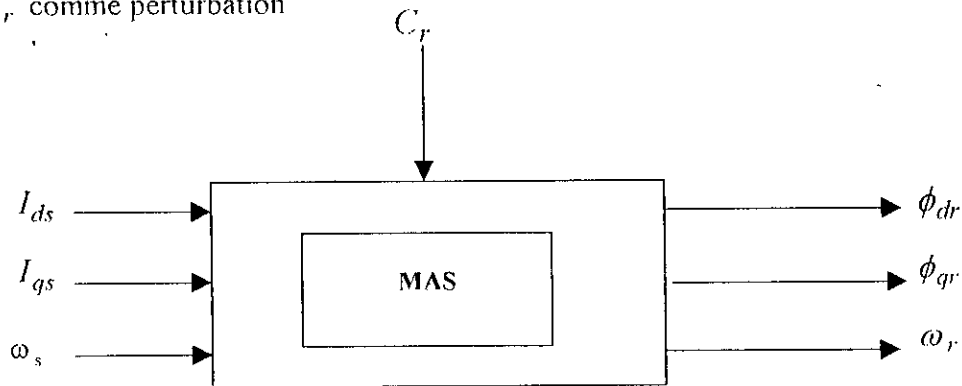 r comme perturbation
C_r
I_ds
ϕ_dr
I_qs
MAS
ϕ_qr
ω_s
ω_r